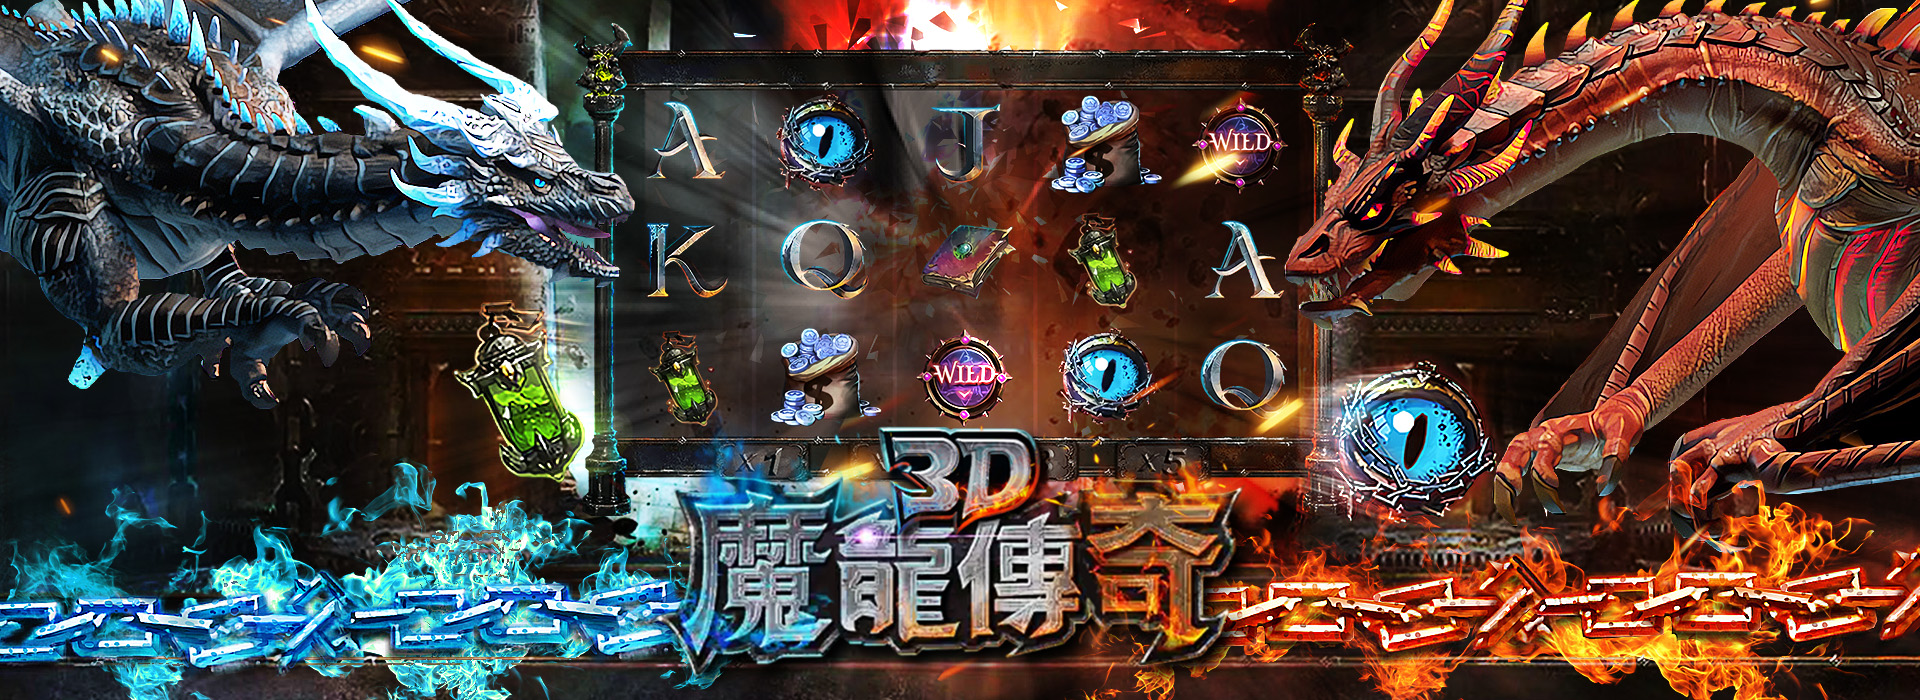 A J WILD
K Q A
WILD Q
x1 x5
3D
魔龍傳奇